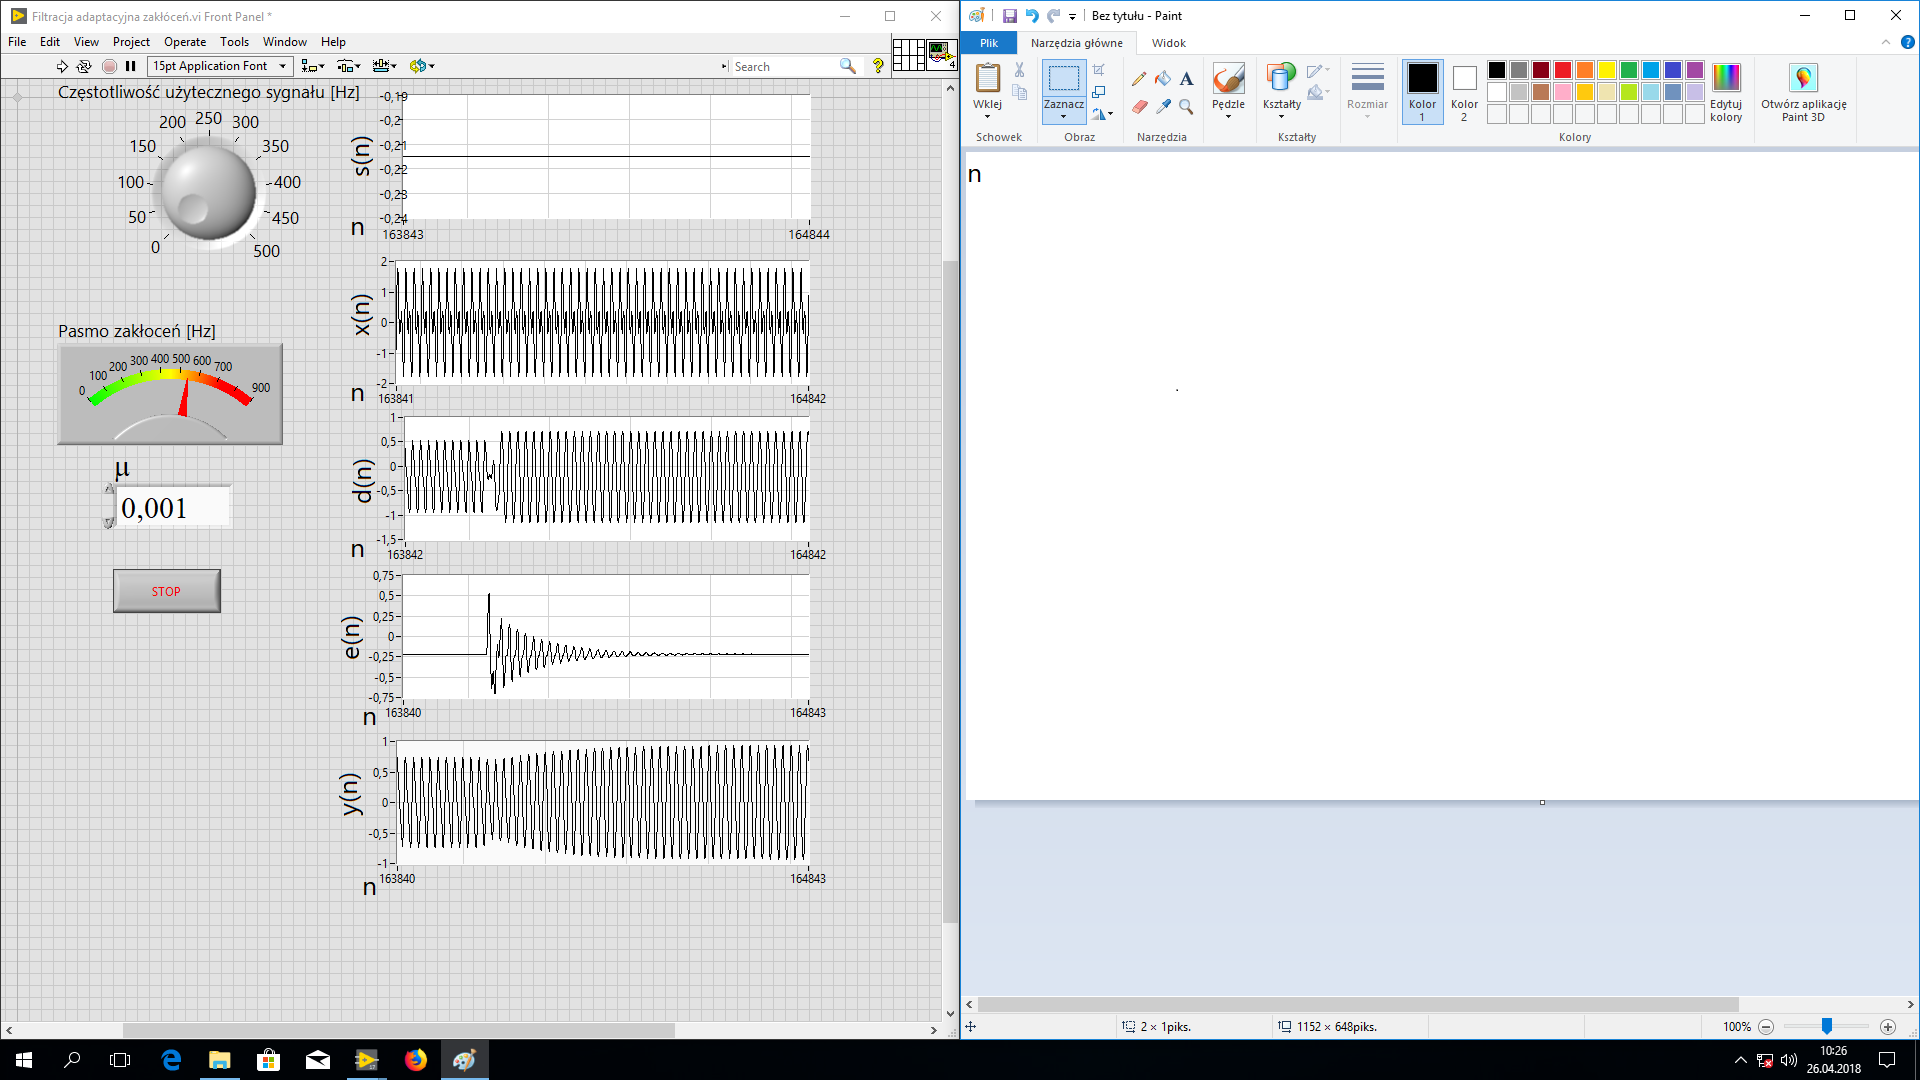 Filtracja adaptacyjna zakłóceń.vi Front Panel *
File Edit View Project Operate Tools Window Help
15pt Application Font
Search
4
Częstotliwość użytecznego sygnału [Hz]
0 50 100 150 200 250 300 350 400 450 500
Pasmo zakłoceń [Hz]
0 100 200 300 400 500 600 700 900
μ
0,001
STOP
s(n)
-0,19
-0,2
-0,21
-0,22
-0,23
-0,24
n
163843 164844
x(n)
2
1
0
-1
-2
n
163841 164842
d(n)
1
0,5
0
-0,5
-1
-1,5
n
163842 164842
e(n)
0,75
0,5
0,25
0
-0,25
-0,5
-0,75
n
163840 164843
y(n)
1
0,5
0
-0,5
-1
n
163840 164843
Bez tytułu - Paint
Plik Narzędzia główne Widok
Wklej
Schowek
Zaznacz
Obraz
Narzędzia
Pędzle
Kształty
Kształty
Rozmiar
Kolor 1
Kolor 2
Edytuj kolory
Kolory
Otwórz aplikację Paint 3D
n
2 × 1piks.
1152 × 648piks.
100%
10:26
26.04.2018